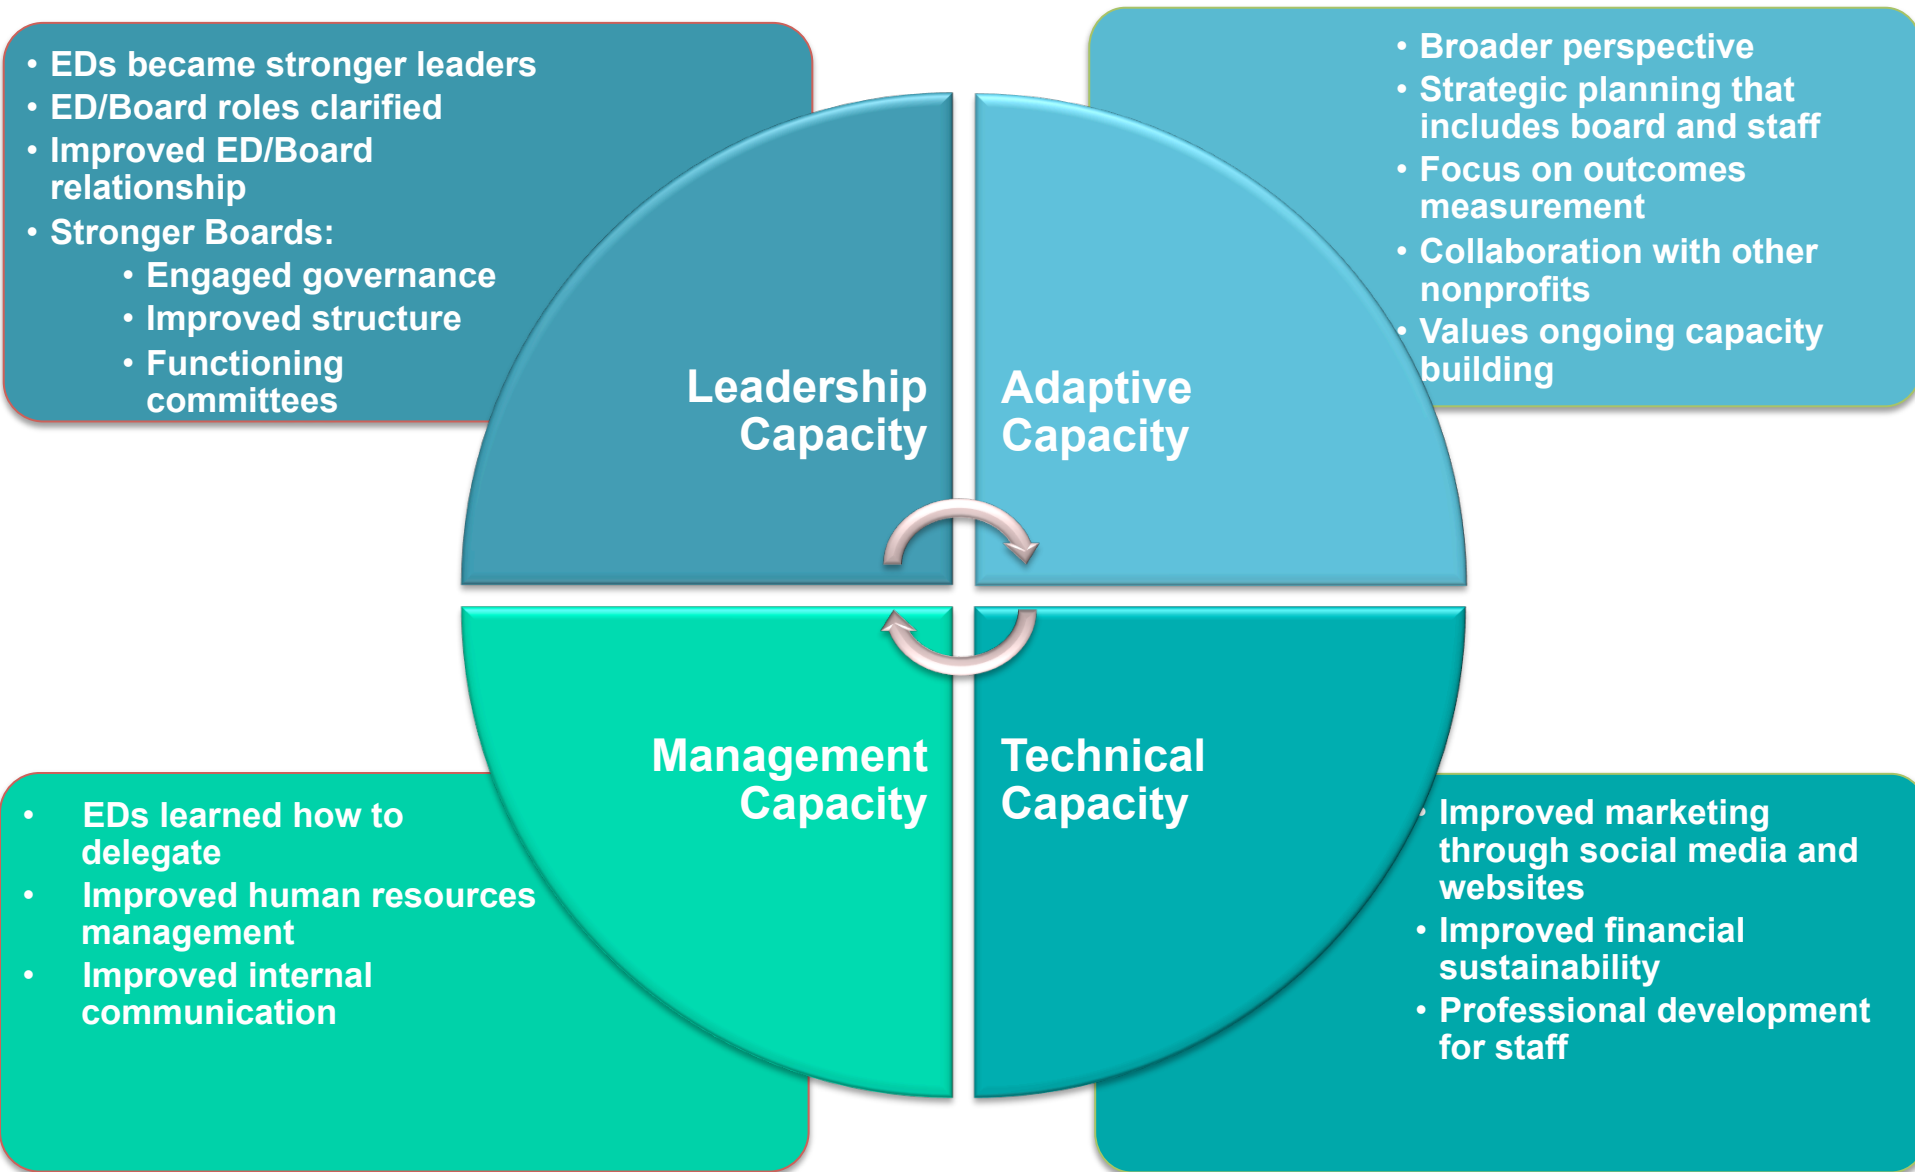 • EDs became stronger leaders
• ED/Board roles clarified
• Improved ED/Board
relationship
• Stronger Boards:
• Engaged governance
• Improved structure
• Functioning
committees
• Broader perspective
• Strategic planning that
includes board and staff
• Focus on outcomes
measurement
• Collaboration with other
nonprofits
• Values ongoing capacity
building
Leadership
Capacity
Adaptive
Capacity
Management
Capacity
Technical
Capacity
• EDs learned how to
delegate
• Improved human resources
management
• Improved internal
communication
• Improved marketing
through social media and
websites
• Improved financial
sustainability
• Professional development
for staff